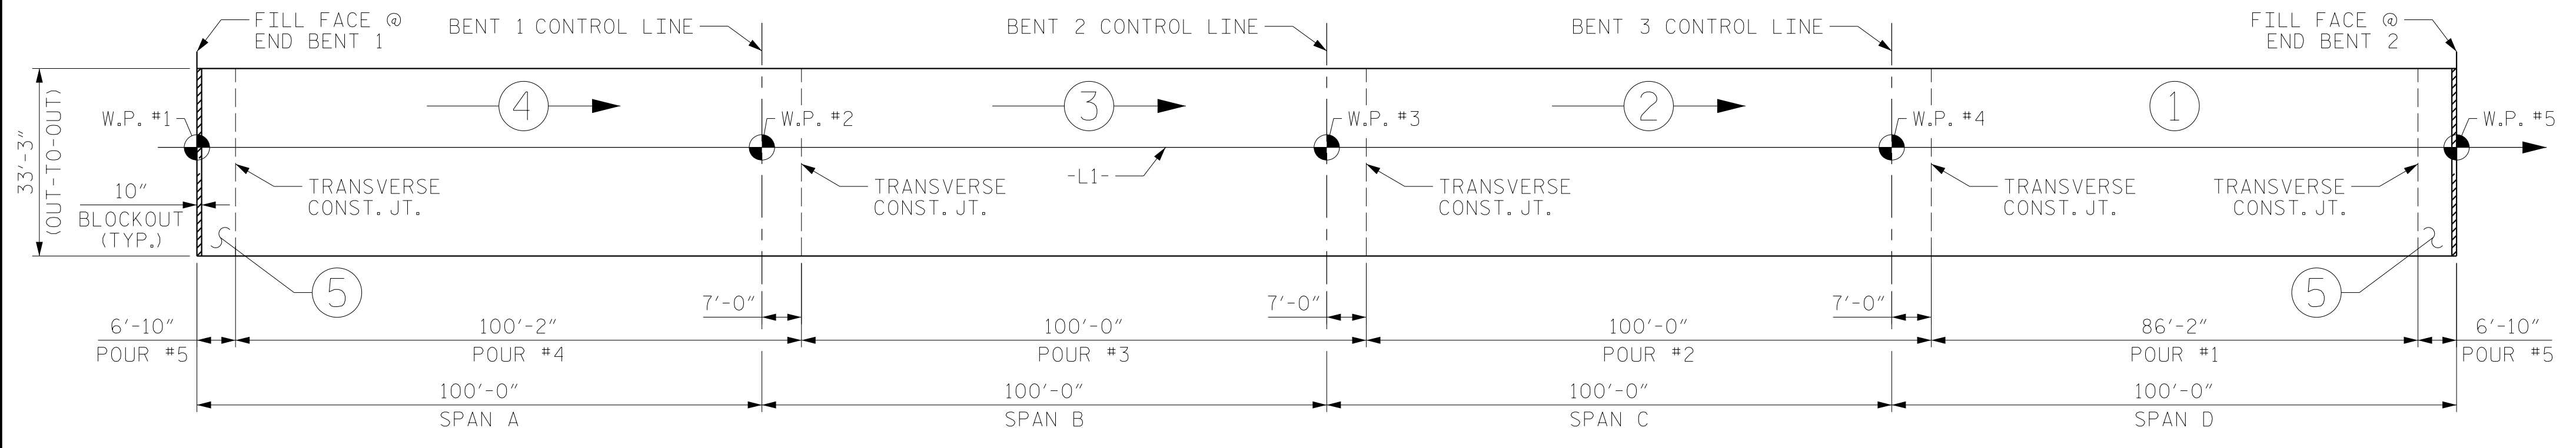 FILL FACE @
END BENT 1
BENT 1 CONTROL LINE
BENT 2 CONTROL LINE
BENT 3 CONTROL LINE
FILL FACE @
END BENT 2
33'-3"
(OUT-TO-OUT)
W.P. #1
4
W.P. #2
3
W.P. #3
2
W.P. #4
1
W.P. #5
10"
BLOCKOUT
(TYP.)
TRANSVERSE
CONST. JT.
TRANSVERSE
CONST. JT.
-L1-
TRANSVERSE
CONST. JT.
TRANSVERSE
CONST. JT.
TRANSVERSE
CONST. JT.
5
5
7'-0"
7'-0"
7'-0"
6'-10"
POUR #5
100'-2"
POUR #4
100'-0"
POUR #3
100'-0"
POUR #2
86'-2"
POUR #1
6'-10"
POUR #5
100'-0"
SPAN A
100'-0"
SPAN B
100'-0"
SPAN C
100'-0"
SPAN D